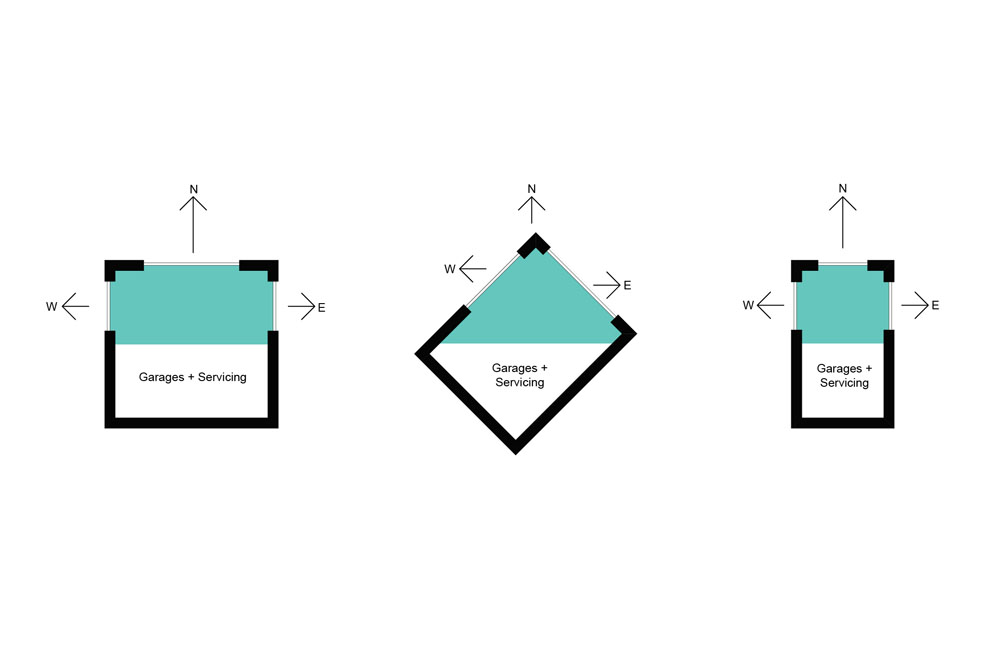 N
W
E
Garages + Servicing
N
W
E
Garages +
Servicing
N
W
E
Garages +
Servicing